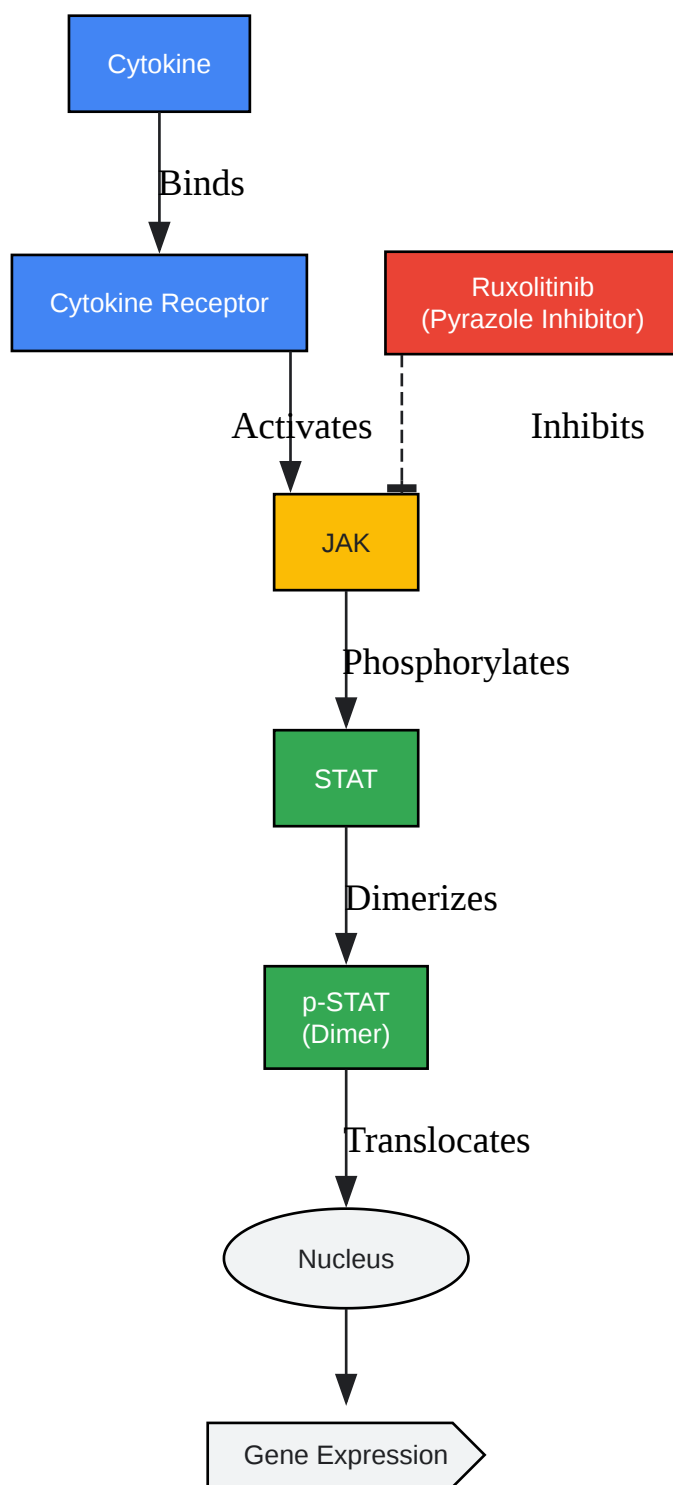 Cytokine
Binds
Cytokine Receptor
Ruxolitinib
(Pyrazole Inhibitor)
Activates
Inhibits
JAK
Phosphorylates
STAT
Dimerizes
p-STAT
(Dimer)
Translocates
Nucleus
Gene Expression